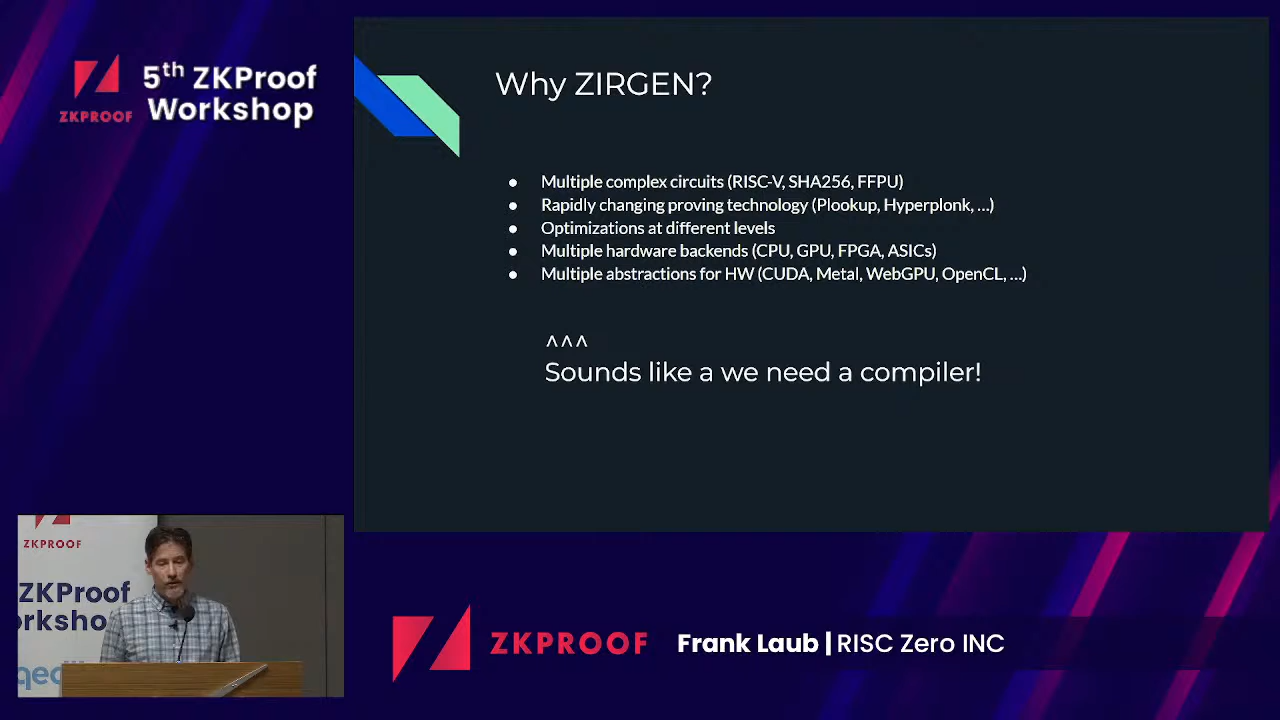 5th ZKProof
Workshop
ZKPROOF
Why ZIRGEN?
● Multiple complex circuits (RISC-V, SHA256, FFPU)
● Rapidly changing proving technology (Plookup, Hyperplonk, ...)
● Optimizations at different levels
● Multiple hardware backends (CPU, GPU, FPGA, ASICs)
● Multiple abstractions for HW (CUDA, Metal, WebGPU, OpenCL, ...)
^^^
Sounds like a we need a compiler!
ZKPROOF
ZKProof
orksho
qed
ZKPROOF Frank Laub | RISC Zero INC